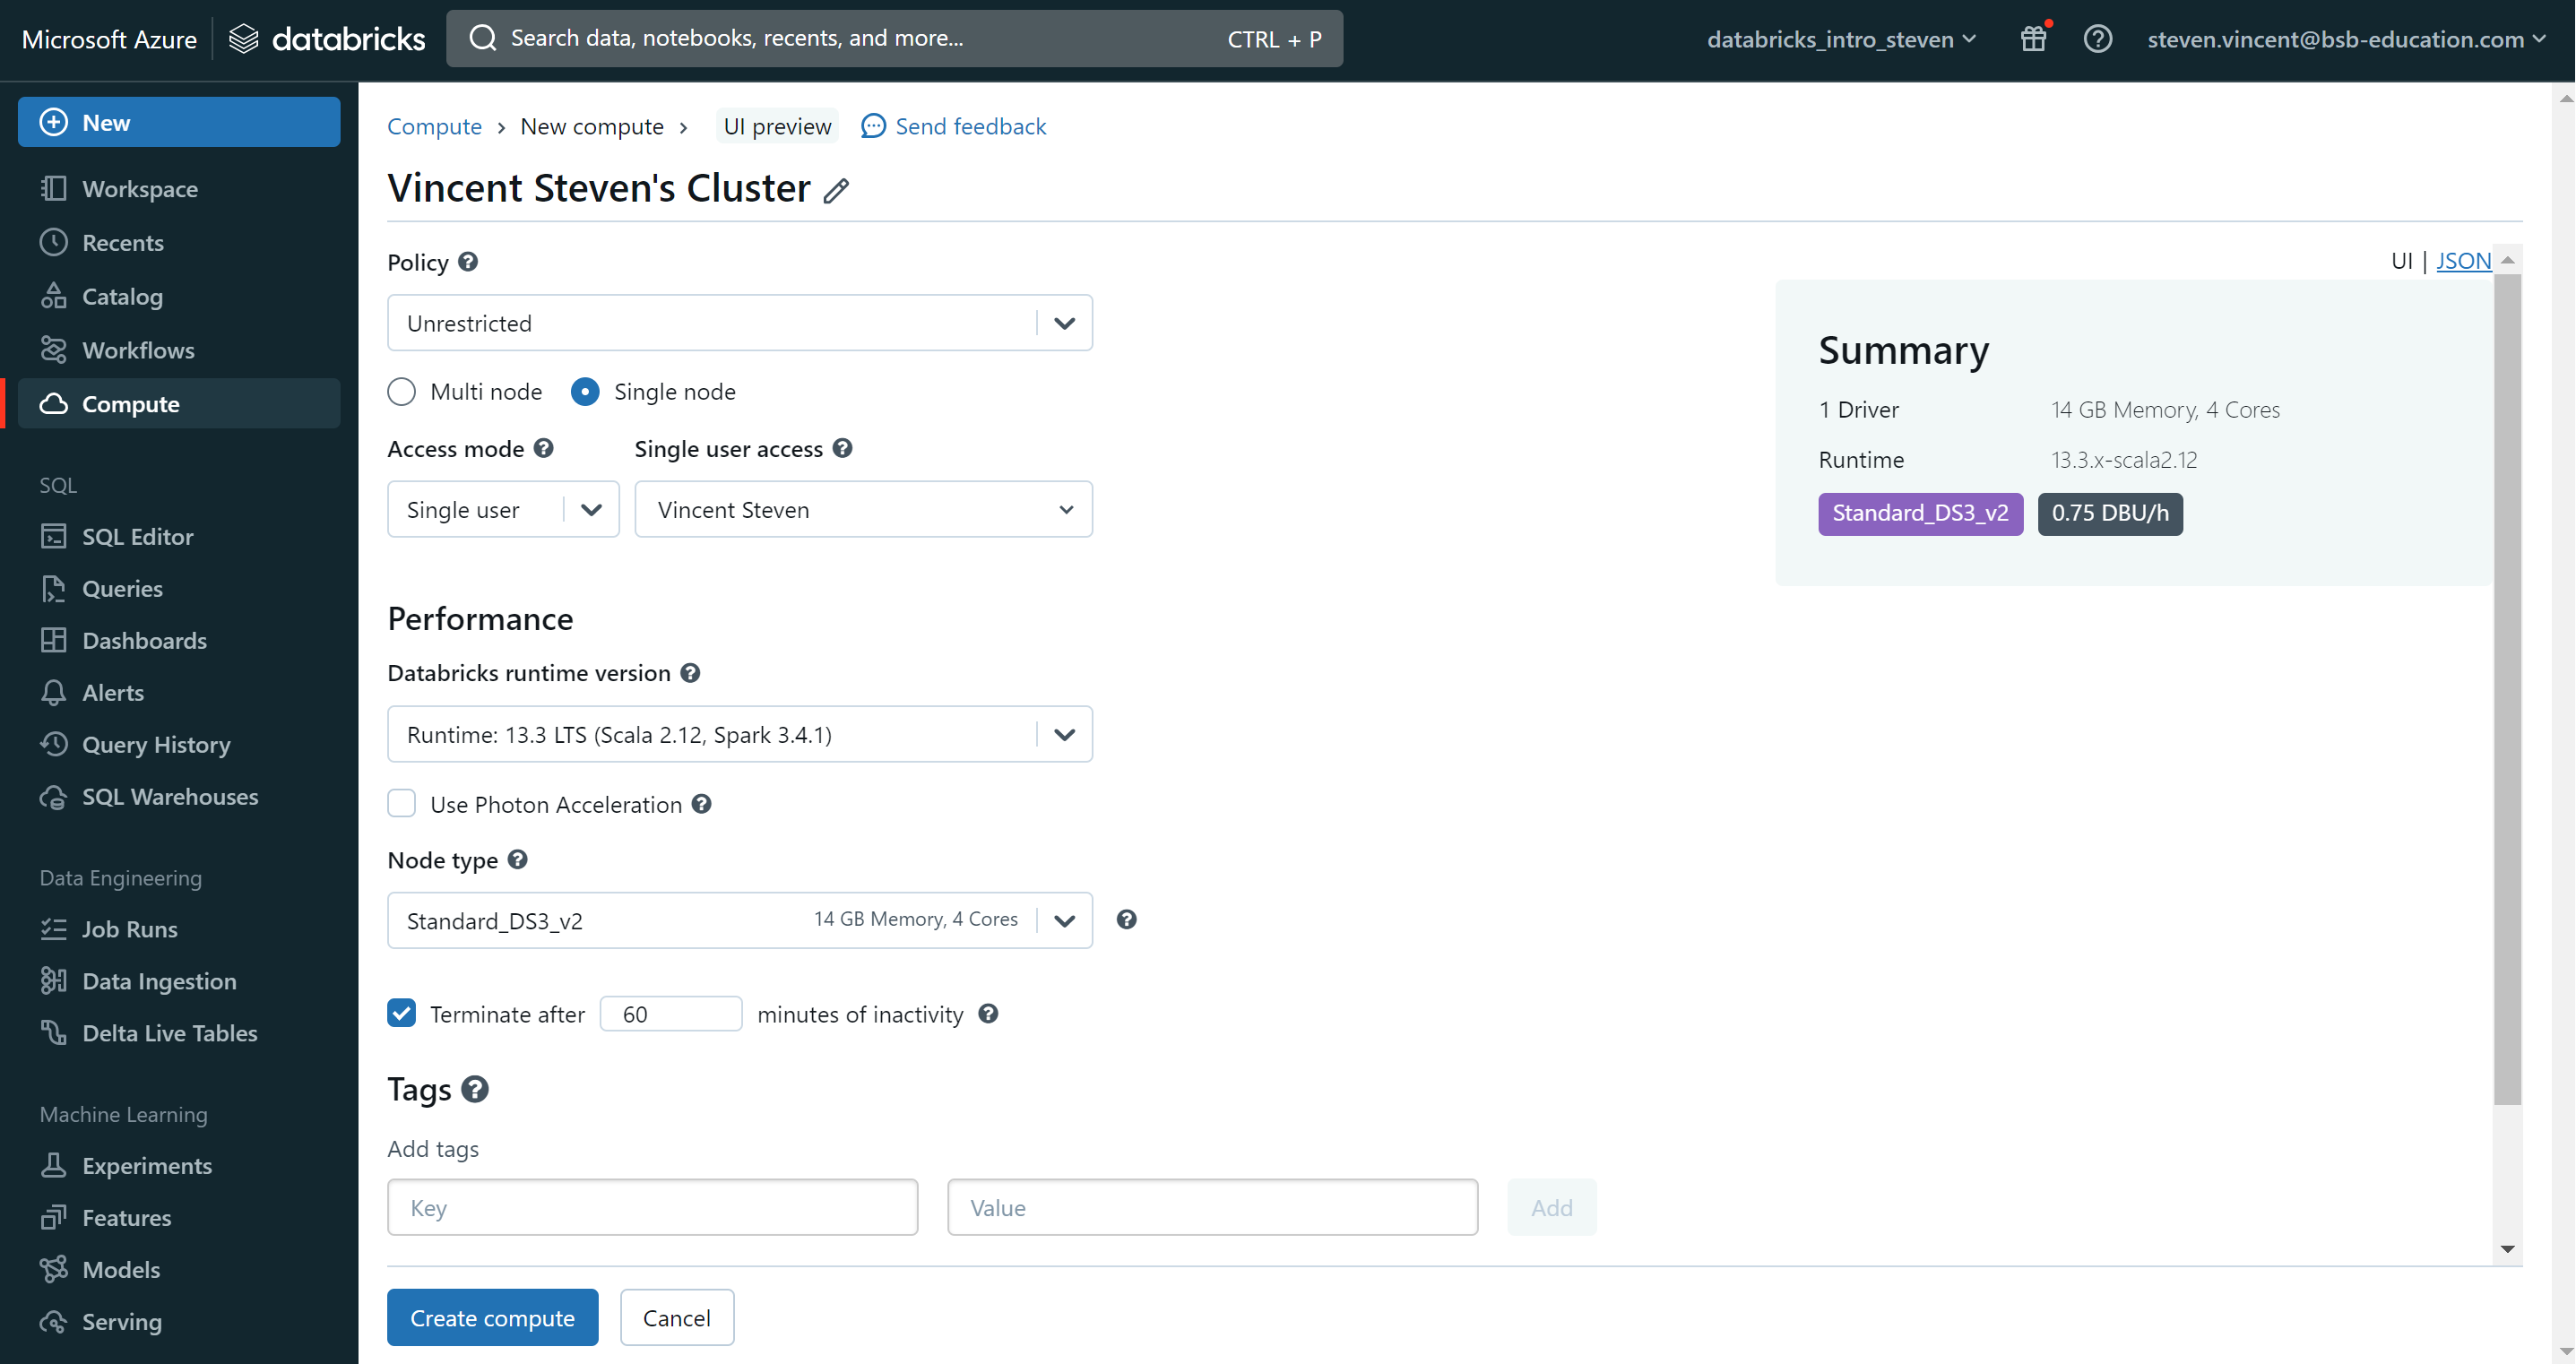 Microsoft Azure
databricks
Search data, notebooks, recents, and more...
CTRL + P
databricks_intro_steven
steven.vincent@bsb-education.com
New
Workspace
Recents
Catalog
Workflows
Compute
SQL
SQL Editor
Queries
Dashboards
Alerts
Query History
SQL Warehouses
Data Engineering
Job Runs
Data Ingestion
Delta Live Tables
Machine Learning
Experiments
Features
Models
Serving
Compute > New compute > UI preview Send feedback
Vincent Steven's Cluster
Policy
Unrestricted
Multi node Single node
Access mode Single user access
Single user Vincent Steven
Performance
Databricks runtime version
Runtime: 13.3 LTS (Scala 2.12, Spark 3.4.1)
Use Photon Acceleration
Node type
Standard_DS3_v2 14 GB Memory, 4 Cores
Terminate after 60 minutes of inactivity
Tags
Add tags
Key Value Add
Create compute Cancel
UI | JSON
Summary
1 Driver 14 GB Memory, 4 Cores
Runtime 13.3.x-scala2.12
Standard_DS3_v2 0.75 DBU/h